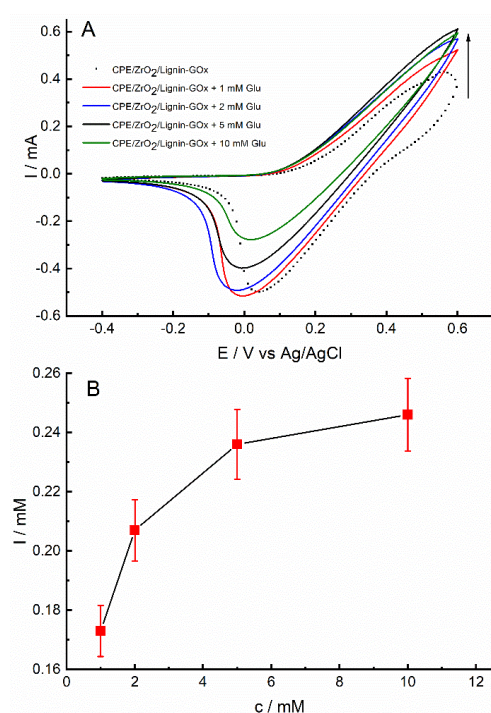 A
CPE/ZrO2/Lignin-GOx
CPE/ZrO2/Lignin-GOx + 1 mM Glu
CPE/ZrO2/Lignin-GOx + 2 mM Glu
CPE/ZrO2/Lignin-GOx + 5 mM Glu
CPE/ZrO2/Lignin-GOx + 10 mM Glu
I / mA
0.6
0.4
0.2
0.0
-0.2
-0.4
-0.6
-0.4 -0.2 0.0 0.2 0.4 0.6
E / V vs Ag/AgCl
B
I / mM
0.26
0.24
0.22
0.20
0.18
0.16
0 2 4 6 8 10 12
c / mM